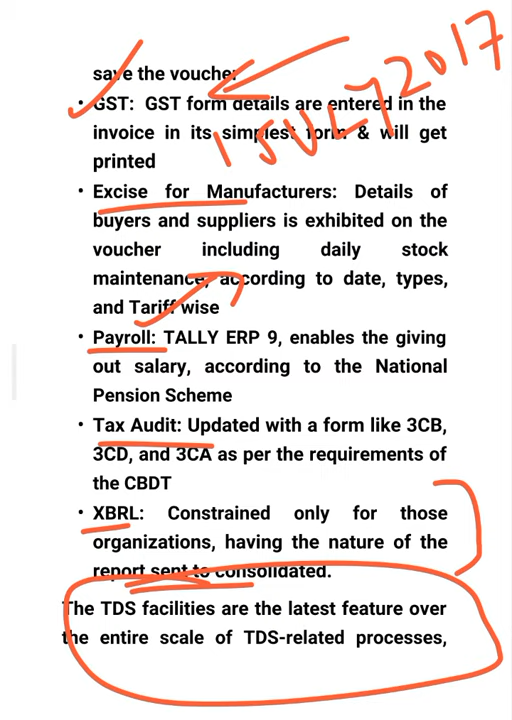 save the voucher
1 JULY 2017
• GST: GST form details are entered in the
invoice in its simplest form & will get
printed
• Excise for Manufacturers: Details of
buyers and suppliers is exhibited on the
voucher including daily stock
maintenance, according to date, types,
and Tariff wise
• Payroll: TALLY ERP 9, enables the giving
out salary, according to the National
Pension Scheme
• Tax Audit: Updated with a form like 3CB,
3CD, and 3CA as per the requirements of
the CBDT
• XBRL: Constrained only for those
organizations, having the nature of the
report sent to consolidated.
The TDS facilities are the latest feature over
the entire scale of TDS-related processes,